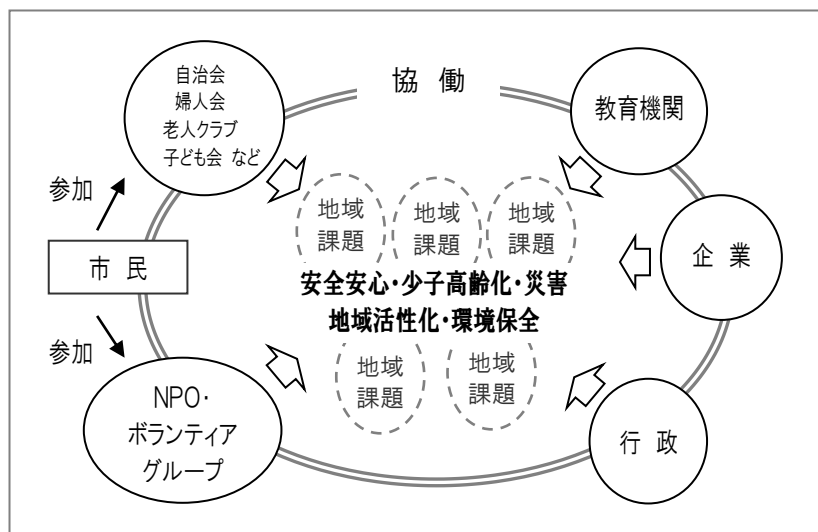 協 働
自治会
婦人会
老人クラブ
子ども会 など
教育機関
参加
市 民
参加
NPO・
ボランティア
グループ
地域
課題
地域
課題
地域
課題
安全安心・少子高齢化・災害
地域活性化・環境保全
地域
課題
地域
課題
企 業
行 政